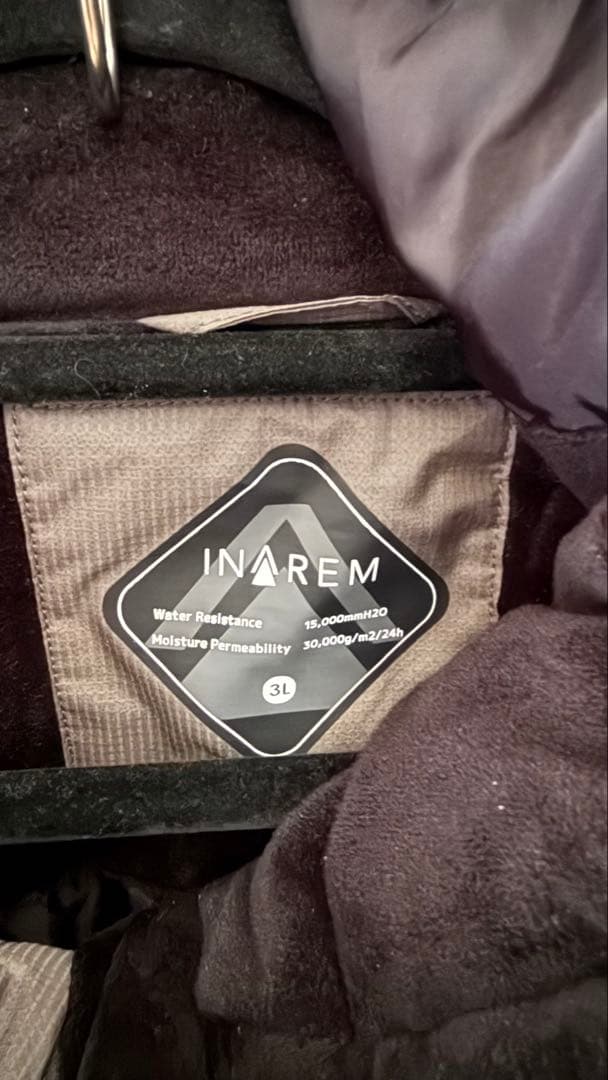 INAREM
Water Resistance 15,000mmH2O
Moisture Permeability 30,000g/m2/24h
3L